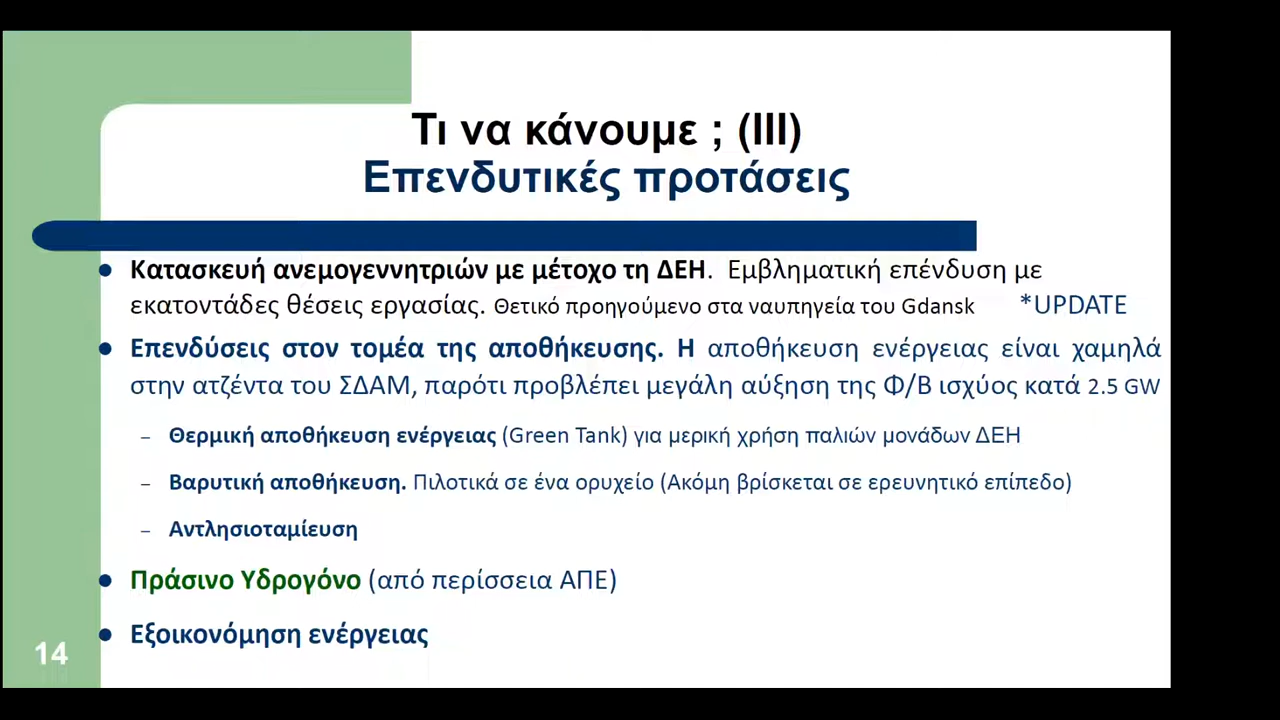 Τι να κάνουμε ; (ΙΙΙ)
Επενδυτικές προτάσεις
● Κατασκευή ανεμογεννητριών με μέτοχο τη ΔΕΗ. Εμβληματική επένδυση με
εκατοντάδες θέσεις εργασίας. Θετικό προηγούμενο στα ναυπηγεία του Gdansk *UPDATE
● Επενδύσεις στον τομέα της αποθήκευσης. Η αποθήκευση ενέργειας είναι χαμηλά
στην ατζέντα του ΣΔΑΜ, παρότι προβλέπει μεγάλη αύξηση της Φ/Β ισχύος κατά 2.5 GW
– Θερμική αποθήκευση ενέργειας (Green Tank) για μερική χρήση παλιών μονάδων ΔΕΗ
– Βαρυτική αποθήκευση. Πιλοτικά σε ένα ορυχείο (Ακόμη βρίσκεται σε ερευνητικό επίπεδο)
– Αντλησιοταμίευση
● Πράσινο Υδρογόνο (από περίσσεια ΑΠΕ)
● Εξοικονόμηση ενέργειας
14